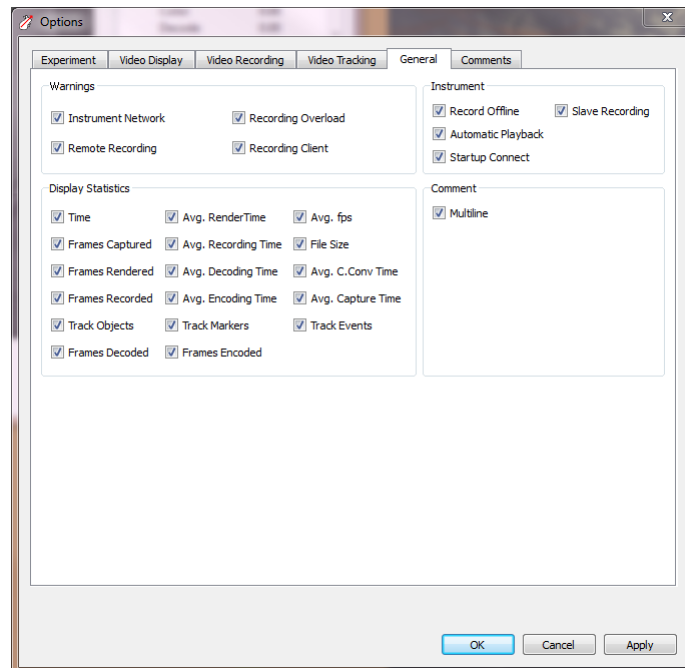 Options
Experiment Video Display Video Recording Video Tracking General Comments
Warnings
Instrument Network Recording Overload
Remote Recording Recording Client
Instrument
Record Offline Slave Recording
Automatic Playback
Startup Connect
Display Statistics
Time Avg. RenderTime Avg. fps
Frames Captured Avg. Recording Time File Size
Frames Rendered Avg. Decoding Time Avg. C.Conv Time
Frames Recorded Avg. Encoding Time Avg. Capture Time
Track Objects Track Markers Track Events
Frames Decoded Frames Encoded
Comment
Multiline
OK Cancel Apply